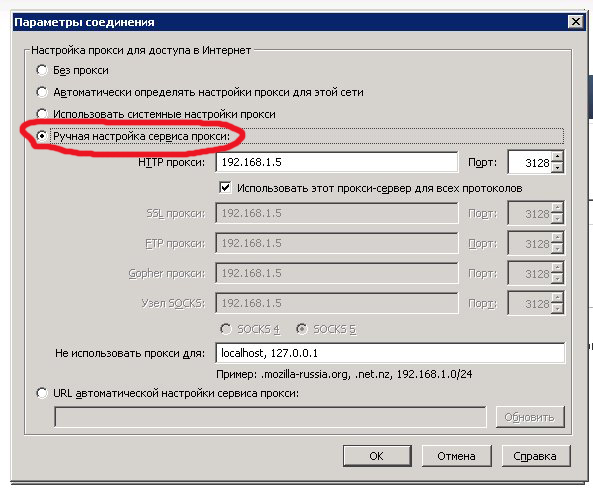 Параметры соединения
Настройка прокси для доступа в Интернет
Без прокси
Автоматически определять настройки прокси для этой сети
Использовать системные настройки прокси
Ручная настройка сервиса прокси:
HTTP прокси: 192.168.1.5 Порт: 3128
Использовать этот прокси-сервер для всех протоколов
SSL прокси: 192.168.1.5 Порт: 3128
FTP прокси: 192.168.1.5 Порт: 3128
Gopher прокси: 192.168.1.5 Порт: 3128
Узел SOCKS: 192.168.1.5 Порт: 3128
SOCKS 4 SOCKS 5
Не использовать прокси для: localhost, 127.0.0.1
Пример: .mozilla-russia.org, .net.nz, 192.168.1.0/24
URL автоматической настройки сервиса прокси:
Обновить
OK Отмена Справка